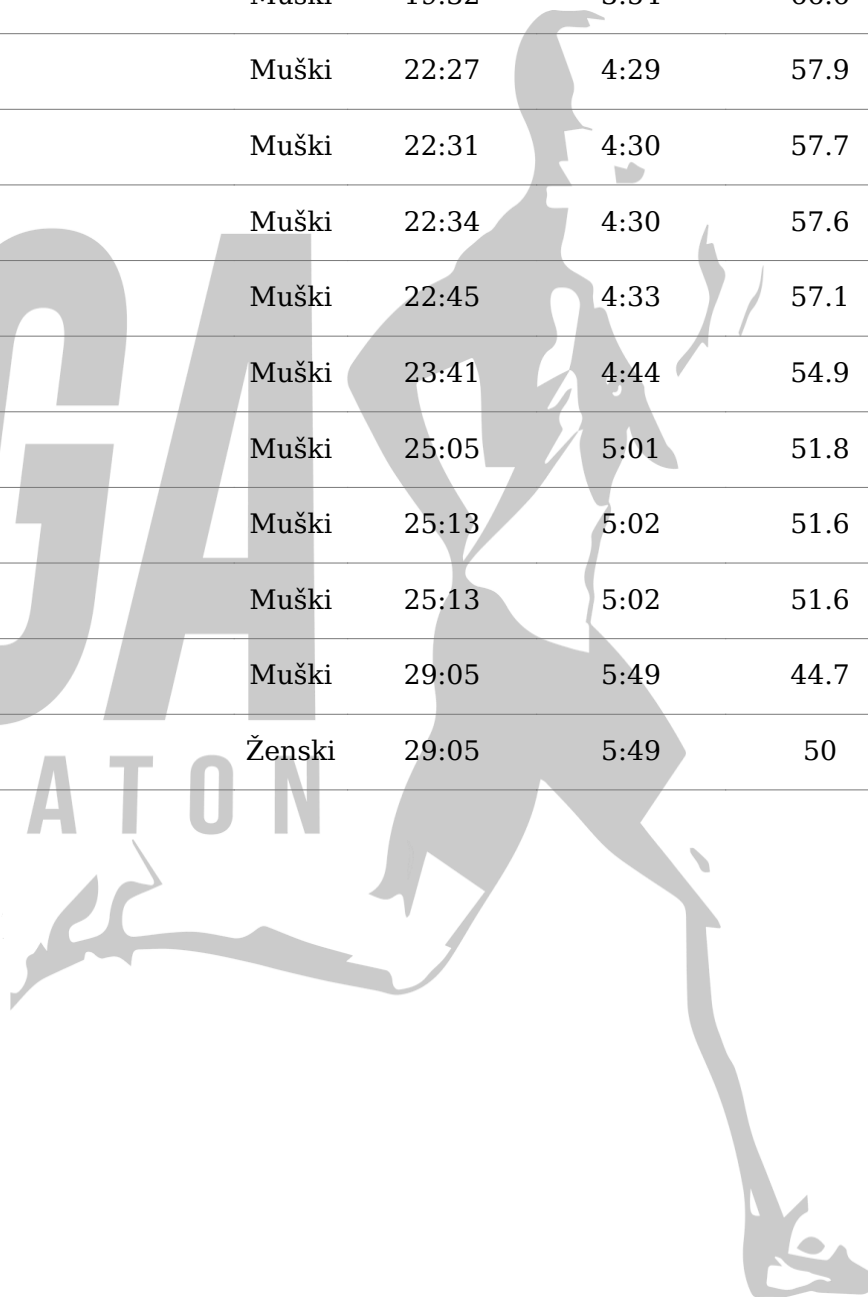 Muški 22:27 4:29 57.9
Muški 22:31 4:30 57.7
Muški 22:34 4:30 57.6
Muški 22:45 4:33 57.1
Muški 23:41 4:44 54.9
Muški 25:05 5:01 51.8
Muški 25:13 5:02 51.6
Muški 25:13 5:02 51.6
Muški 29:05 5:49 44.7
Ženski 29:05 5:49 50
GA
ATON